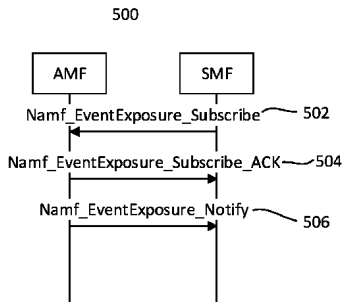 500
AMF
SMF
Namf_EventExposure_Subscribe
502
Namf_EventExposure_Subscribe_ACK
504
Namf_EventExposure_Notify
506